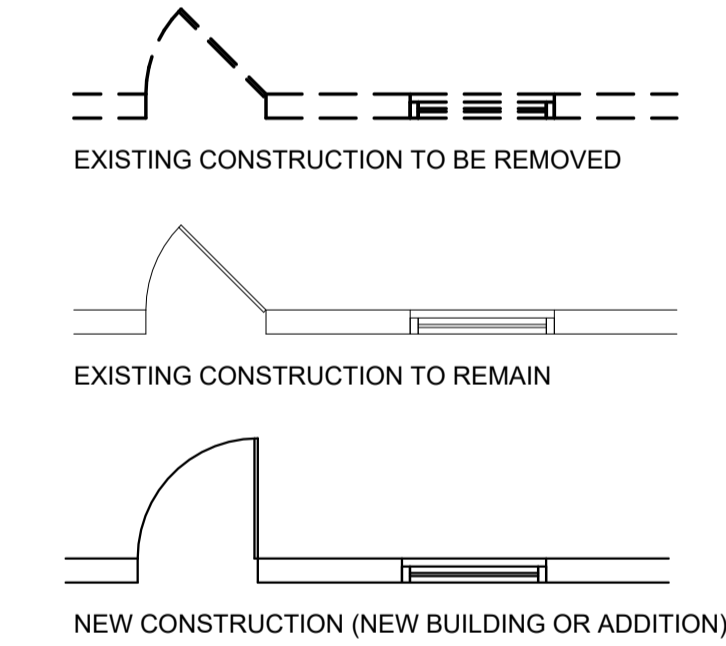 EXISTING CONSTRUCTION TO BE REMOVED
EXISTING CONSTRUCTION TO REMAIN
NEW CONSTRUCTION (NEW BUILDING OR ADDITION)